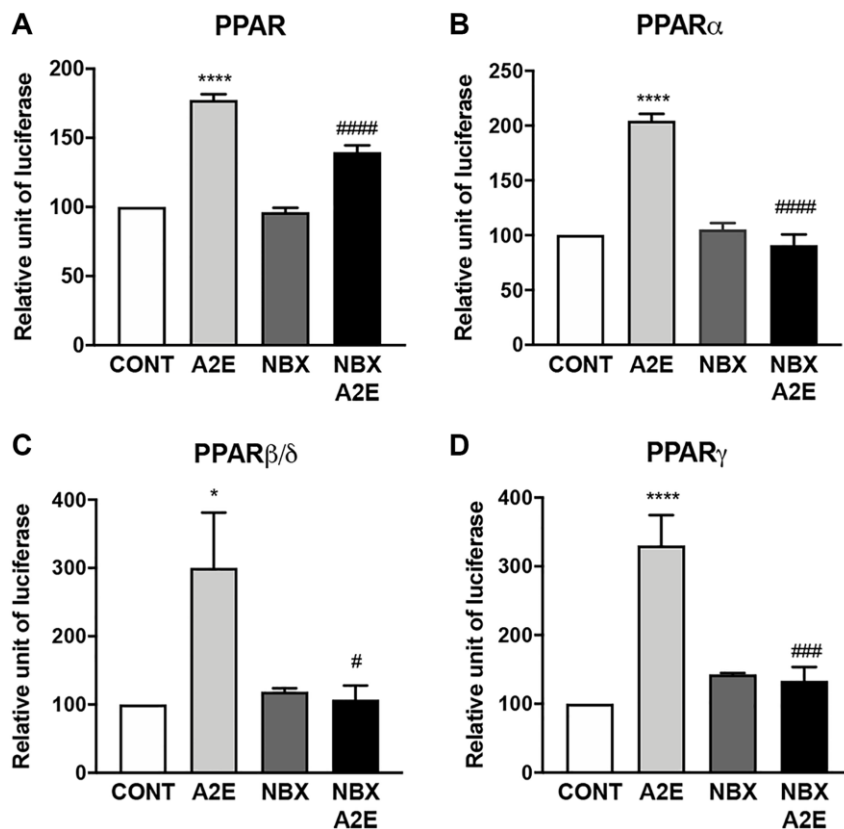 A
PPAR
Relative unit of luciferase
200
150
100
50
0
****
####
CONT
A2E
NBX
NBX
A2E
B
PPARα
Relative unit of luciferase
250
200
150
100
50
0
****
####
CONT
A2E
NBX
NBX
A2E
C
PPARβ/δ
Relative unit of luciferase
400
300
200
100
0
*
#
CONT
A2E
NBX
NBX
A2E
D
PPARγ
Relative unit of luciferase
400
300
200
100
0
****
###
CONT
A2E
NBX
NBX
A2E